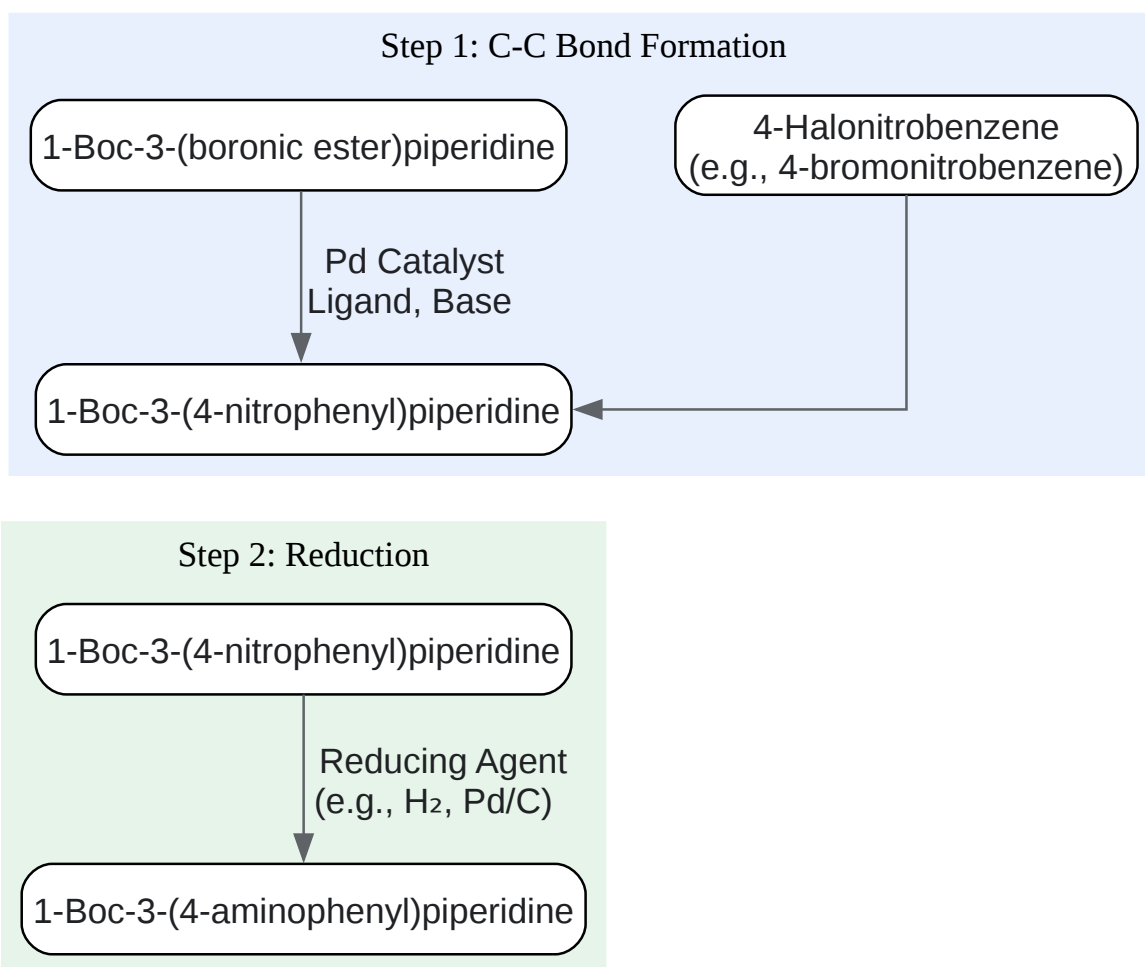 Step 1: C-C Bond Formation
1-Boc-3-(boronic ester)piperidine
4-Halonitrobenzene
(e.g., 4-bromonitrobenzene)
Pd Catalyst
Ligand, Base
1-Boc-3-(4-nitrophenyl)piperidine
Step 2: Reduction
1-Boc-3-(4-nitrophenyl)piperidine
Reducing Agent
(e.g., H₂, Pd/C)
1-Boc-3-(4-aminophenyl)piperidine